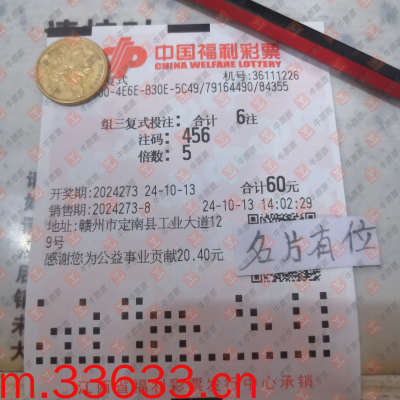 中国福利彩票
CHINA WELFARE LOTTERY
机号:36111226
-4E6E-B30E-5C49/79164490/84355
组三复式投注: 合计 6注
注码: 456
倍数: 5
开奖期:2024273 24-10-13 合计60元
销售期:2024273-8 24-10-13 14:02:29
地址:赣州市定南县工业大道12
9号
感谢您为公益事业贡献20.40元
名片有位
m.33633.cn
中心承销